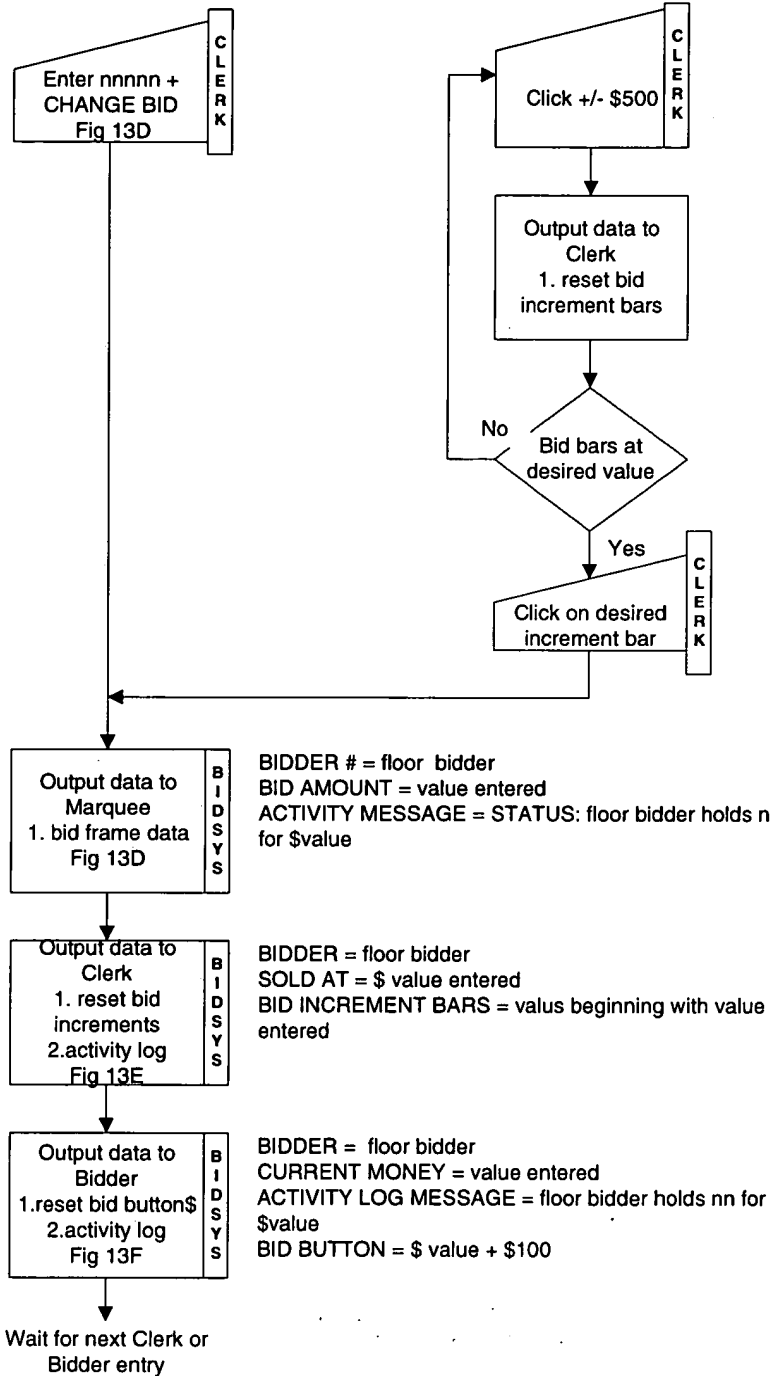 Enter nnnnn +
CHANGE BID
Fig 13D
CLERK
Click +/- $500
CLERK
Output data to
Clerk
1. reset bid
increment bars
No
Bid bars at
desired value
Yes
Click on desired
increment bar
CLERK
Output data to
Marquee
1. bid frame data
Fig 13D
BIDSYS
BIDDER # = floor bidder
BID AMOUNT = value entered
ACTIVITY MESSAGE = STATUS: floor bidder holds n
for $value
Output data to
Clerk
1. reset bid
increments
2.activity log
Fig 13E
BIDSYS
BIDDER = floor bidder
SOLD AT = $ value entered
BID INCREMENT BARS = valus beginning with value
entered
Output data to
Bidder
1.reset bid button$
2.activity log
Fig 13F
BIDSYS
BIDDER = floor bidder
CURRENT MONEY = value entered
ACTIVITY LOG MESSAGE = floor bidder holds nn for
$value
BID BUTTON = $ value + $100
Wait for next Clerk or
Bidder entry